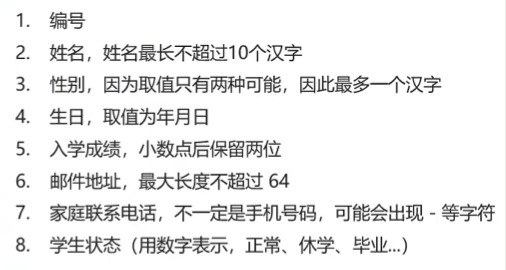 1. 编号
2. 姓名，姓名最长不超过10个汉字
3. 性别，因为取值只有两种可能，因此最多一个汉字
4. 生日，取值为年月日
5. 入学成绩，小数点后保留两位
6. 邮件地址，最大长度不超过 64
7. 家庭联系电话，不一定是手机号码，可能会出现 - 等字符
8. 学生状态（用数字表示，正常、休学、毕业...）